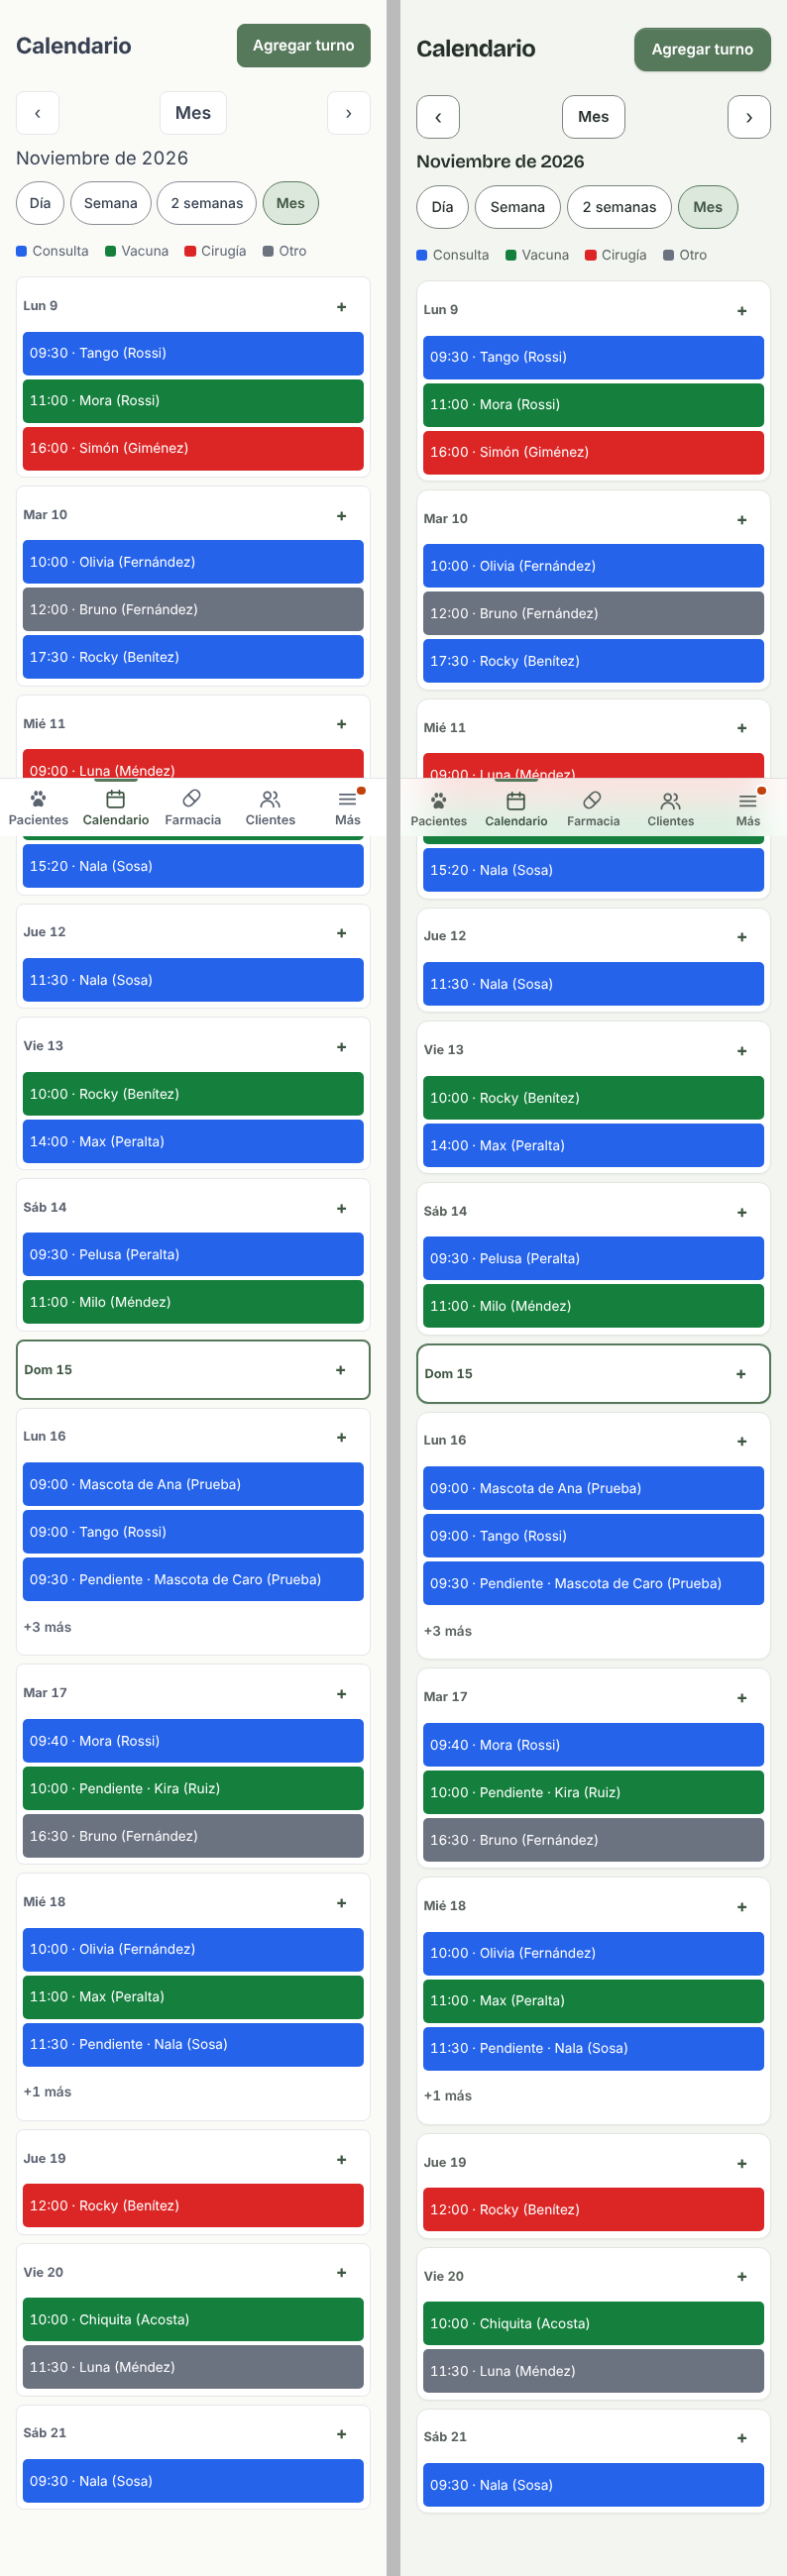 Calendario
Agregar turno
‹ Mes ›
Noviembre de 2026
Día Semana 2 semanas Mes
Consulta Vacuna Cirugía Otro
Lun 9 +
09:30 · Tango (Rossi)
11:00 · Mora (Rossi)
16:00 · Simón (Giménez)
Mar 10 +
10:00 · Olivia (Fernández)
12:00 · Bruno (Fernández)
17:30 · Rocky (Benítez)
Mié 11 +
09:00 · Luna (Méndez)
Pacientes Calendario Farmacia Clientes Más
15:20 · Nala (Sosa)
Jue 12 +
11:30 · Nala (Sosa)
Vie 13 +
10:00 · Rocky (Benítez)
14:00 · Max (Peralta)
Sáb 14 +
09:30 · Pelusa (Peralta)
11:00 · Milo (Méndez)
Dom 15 +
Lun 16 +
09:00 · Mascota de Ana (Prueba)
09:00 · Tango (Rossi)
09:30 · Pendiente · Mascota de Caro (Prueba)
+3 más
Mar 17 +
09:40 · Mora (Rossi)
10:00 · Pendiente · Kira (Ruiz)
16:30 · Bruno (Fernández)
Mié 18 +
10:00 · Olivia (Fernández)
11:00 · Max (Peralta)
11:30 · Pendiente · Nala (Sosa)
+1 más
Jue 19 +
12:00 · Rocky (Benítez)
Vie 20 +
10:00 · Chiquita (Acosta)
11:30 · Luna (Méndez)
Sáb 21 +
09:30 · Nala (Sosa)
Calendario
Agregar turno
‹ Mes ›
Noviembre de 2026
Día Semana 2 semanas Mes
Consulta Vacuna Cirugía Otro
Lun 9 +
09:30 · Tango (Rossi)
11:00 · Mora (Rossi)
16:00 · Simón (Giménez)
Mar 10 +
10:00 · Olivia (Fernández)
12:00 · Bruno (Fernández)
17:30 · Rocky (Benítez)
Mié 11 +
09:00 · Luna (Méndez)
Pacientes Calendario Farmacia Clientes Más
15:20 · Nala (Sosa)
Jue 12 +
11:30 · Nala (Sosa)
Vie 13 +
10:00 · Rocky (Benítez)
14:00 · Max (Peralta)
Sáb 14 +
09:30 · Pelusa (Peralta)
11:00 · Milo (Méndez)
Dom 15 +
Lun 16 +
09:00 · Mascota de Ana (Prueba)
09:00 · Tango (Rossi)
09:30 · Pendiente · Mascota de Caro (Prueba)
+3 más
Mar 17 +
09:40 · Mora (Rossi)
10:00 · Pendiente · Kira (Ruiz)
16:30 · Bruno (Fernández)
Mié 18 +
10:00 · Olivia (Fernández)
11:00 · Max (Peralta)
11:30 · Pendiente · Nala (Sosa)
+1 más
Jue 19 +
12:00 · Rocky (Benítez)
Vie 20 +
10:00 · Chiquita (Acosta)
11:30 · Luna (Méndez)
Sáb 21 +
09:30 · Nala (Sosa)